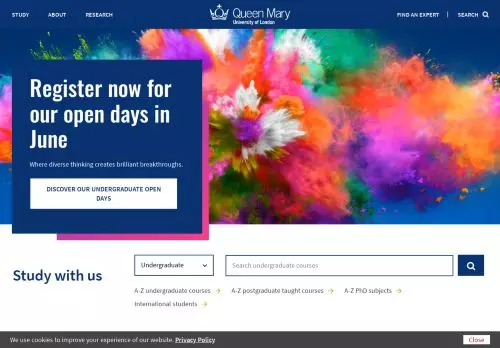 STUDY ABOUT RESEARCH
Queen Mary
University of London
FIND AN EXPERT SEARCH
Register now for
our open days in
June
Where diverse thinking creates brilliant breakthroughs.
DISCOVER OUR UNDERGRADUATE OPEN
DAYS
Study with us
Undergraduate
Search undergraduate courses
A-Z undergraduate courses
A-Z postgraduate taught courses
A-Z PhD subjects
International students
We use cookies to improve your experience of our website. Privacy Policy
Close